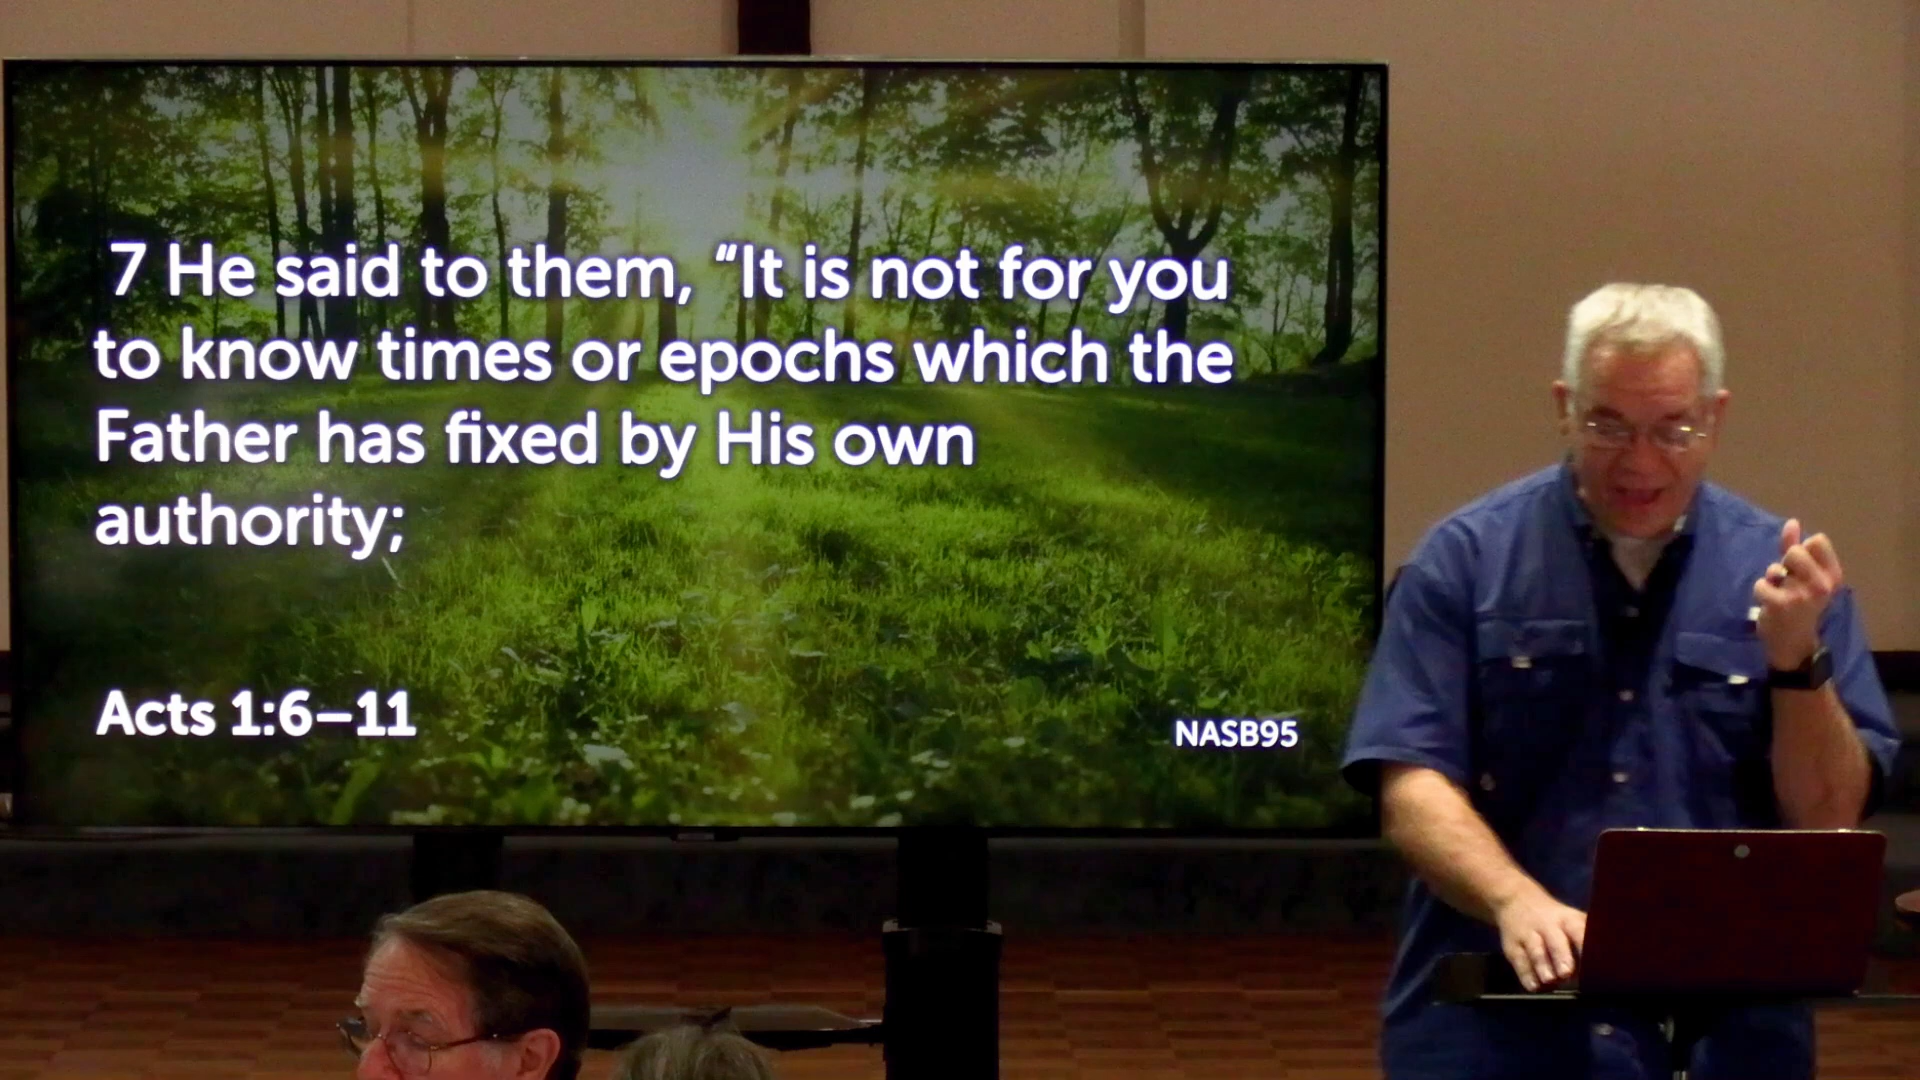 7 He said to them, “It is not for you
to know times or epochs which the
Father has fixed by His own
authority;
Acts 1:6–11
NASB95